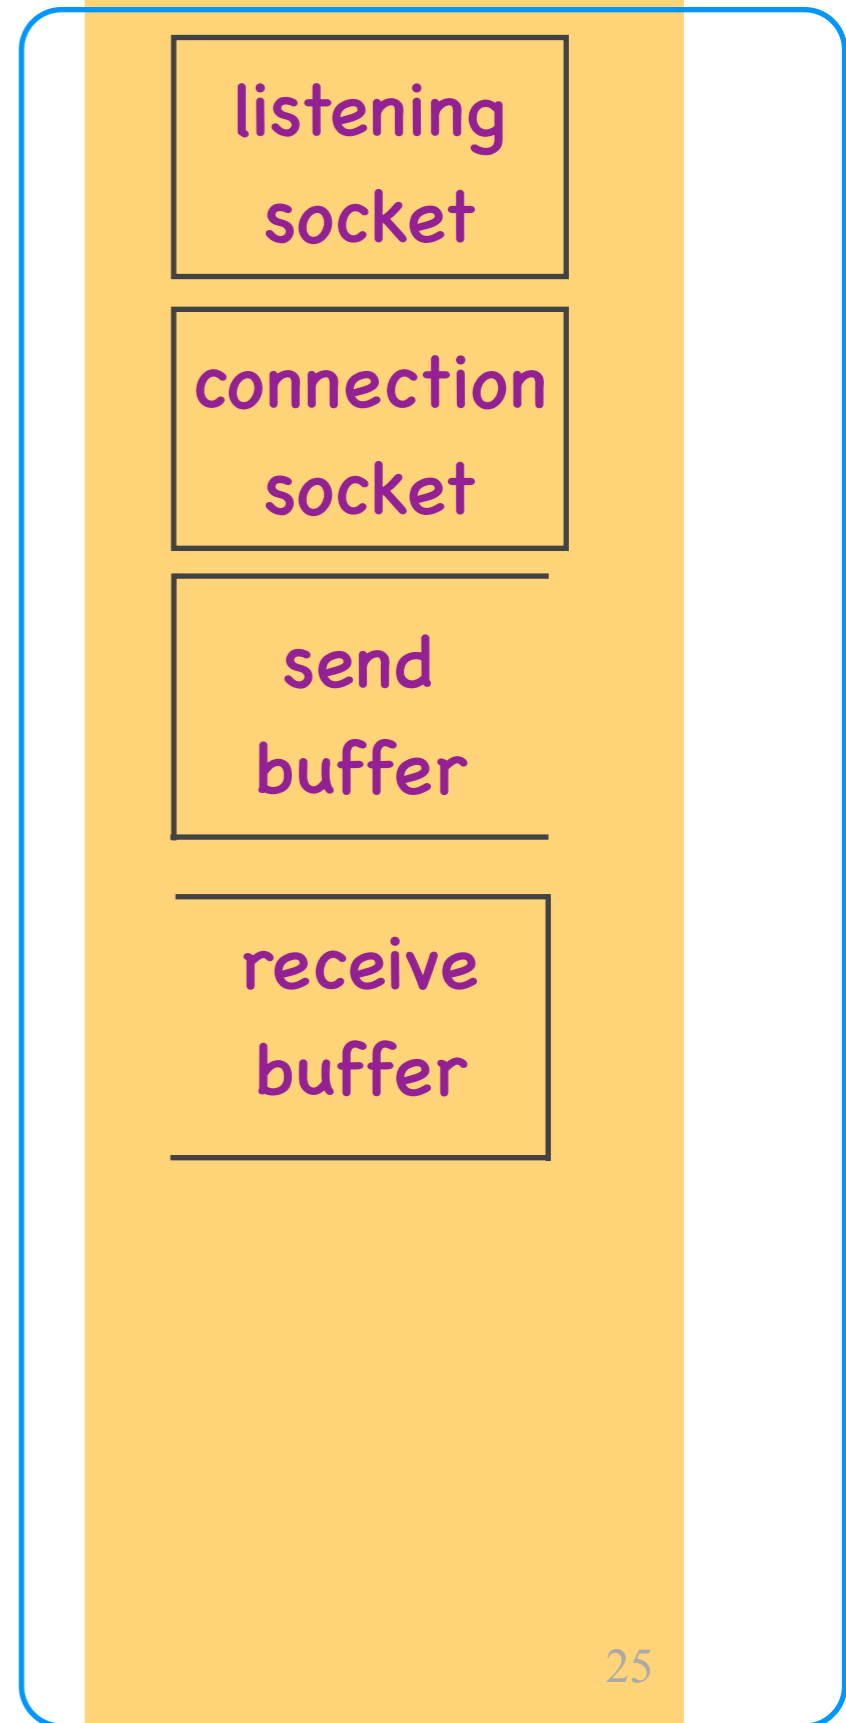 listening
socket
connection
socket
send
buffer
receive
buffer
25